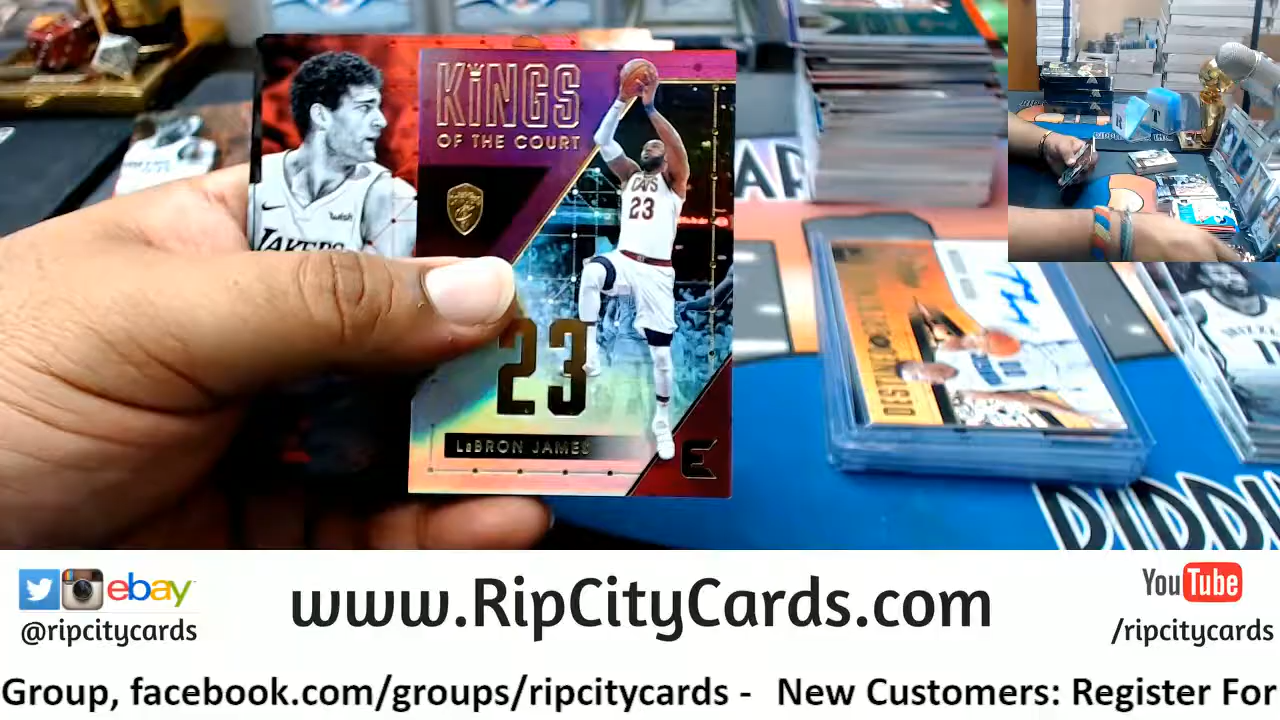 KINGS
OF THE COURT
CAVS
23
wish
LAKERS
23
LEBRON JAMES
E
ebay
@ripcitycards
www.RipCityCards.com
YouTube
/ripcitycards
Group, facebook.com/groups/ripcitycards - New Customers: Register For